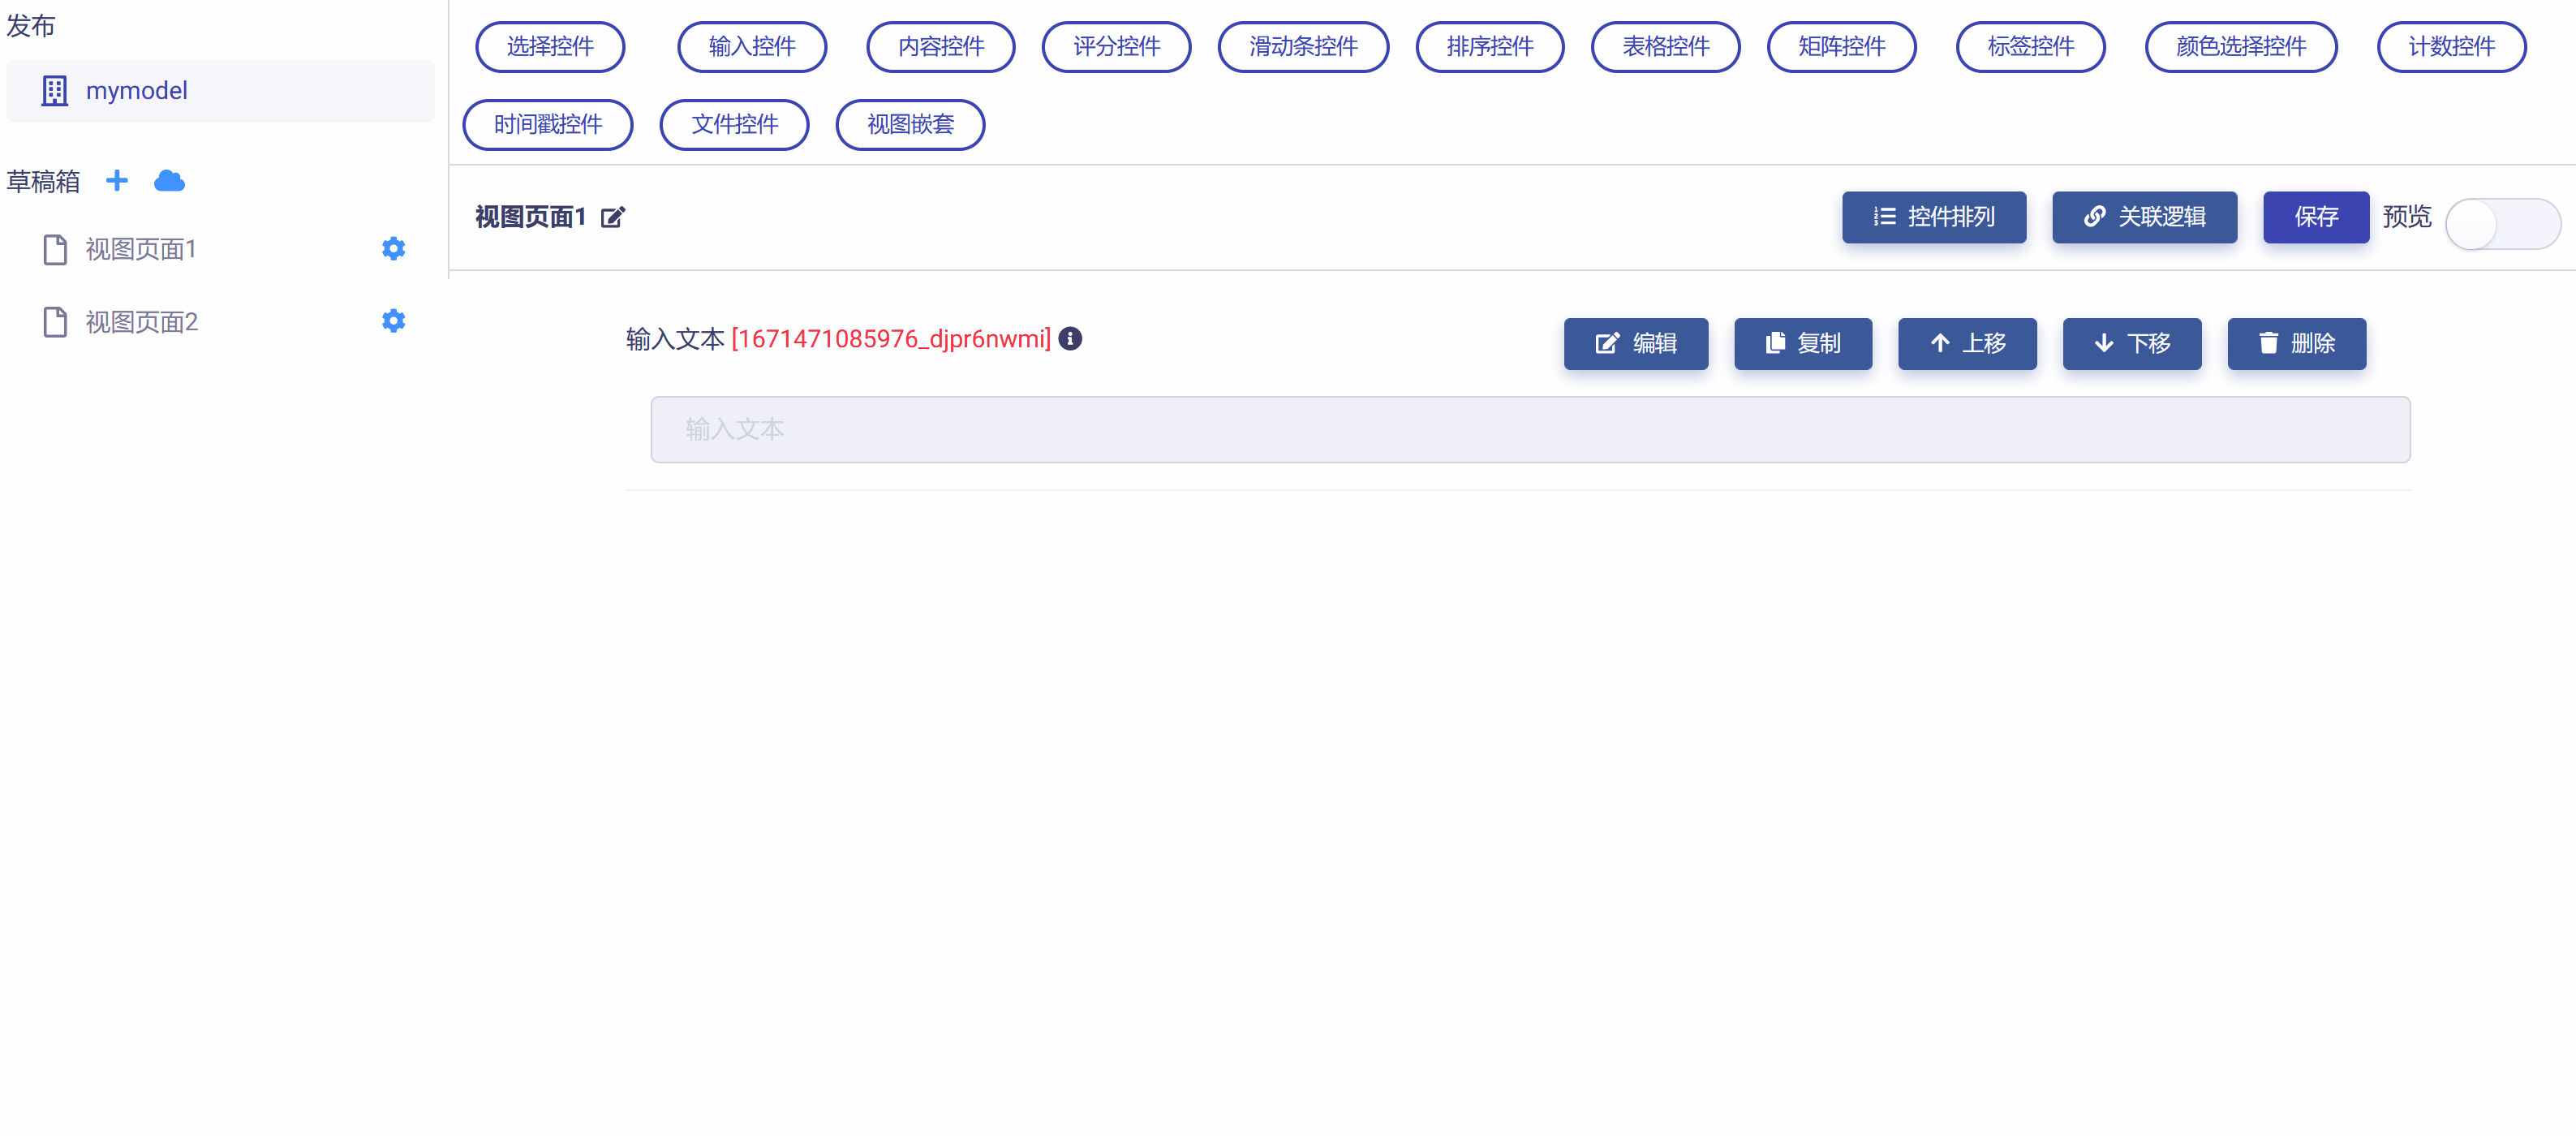 发布
mymodel
草稿箱
视图页面1
视图页面2
选择控件 输入控件 内容控件 评分控件 滑动条控件 排序控件 表格控件 矩阵控件 标签控件 颜色选择控件 计数控件
时间戳控件 文件控件 视图嵌套
视图页面1 控件排列 关联逻辑 保存 预览
输入文本 [1671471085976_djpr6nwmi] 编辑 复制 上移 下移 删除
输入文本